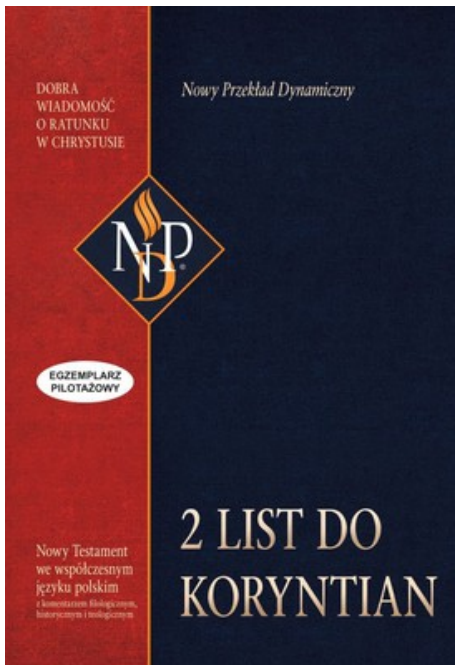 DOBRA
WIADOMOŚĆ
O RATUNKU
W CHRYSTUSIE
Nowy Przekład Dynamiczny
NPD®
EGZEMPLARZ
PILOTAŻOWY
2 LIST DO
KORYNTIAN
Nowy Testament
we współczesnym
języku polskim
z komentarzem filologicznym,
historycznym i teologicznym